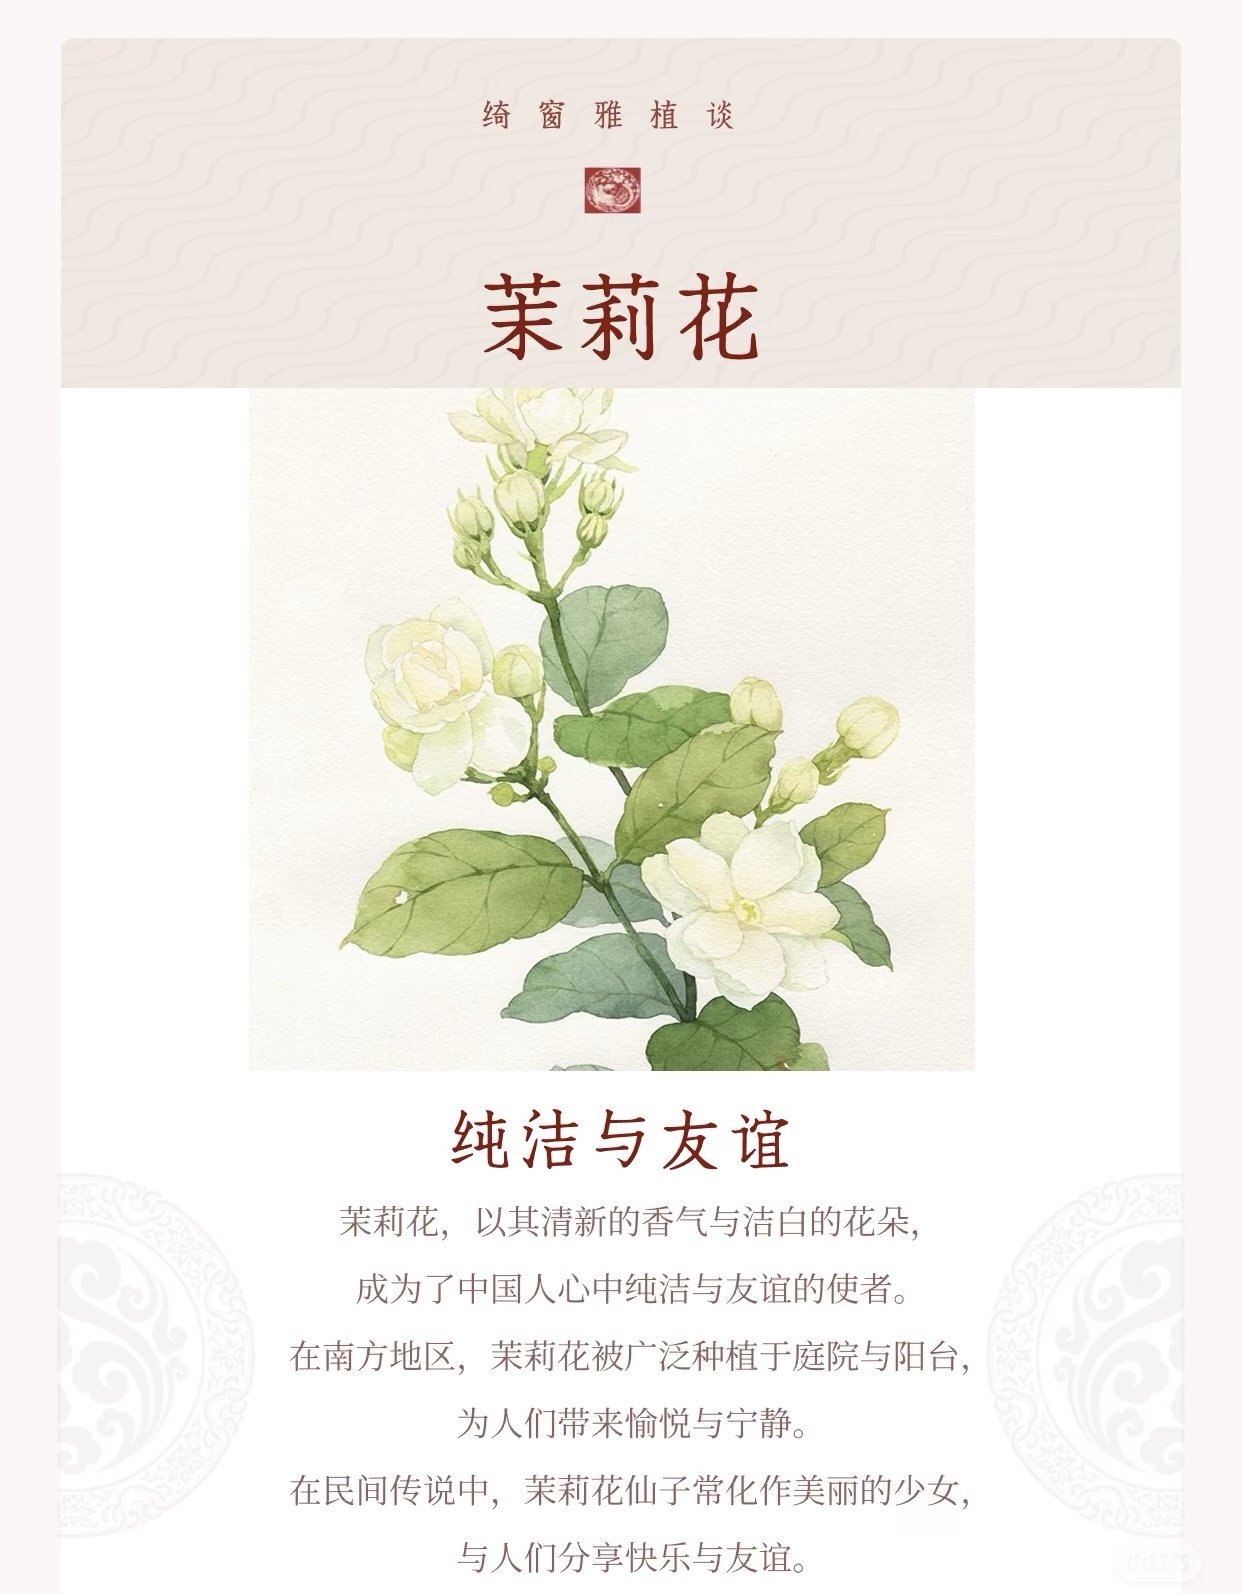 绮窗雅植谈
茉莉花
纯洁与友谊
茉莉花，以其清新的香气与洁白的花朵，
成为了中国人心中纯洁与友谊的使者。
在南方地区，茉莉花被广泛种植于庭院与阳台，
为人们带来愉悦与宁静。
在民间传说中，茉莉花仙子常化作美丽的少女，
与人们分享快乐与友谊。